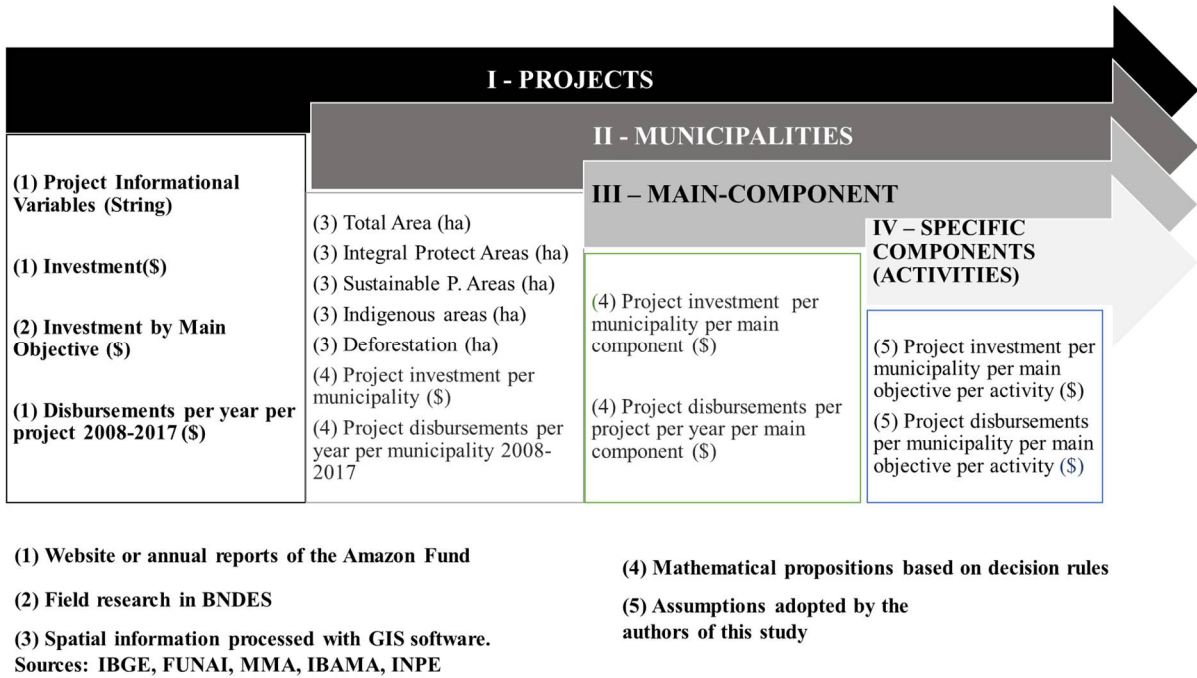 I - PROJECTS
II - MUNICIPALITIES
III – MAIN-COMPONENT
IV – SPECIFIC
COMPONENTS
(ACTIVITIES)
(1) Project Informational
Variables (String)
(1) Investment($)
(2) Investment by Main
Objective ($)
(1) Disbursements per year per
project 2008-2017 ($)
(3) Total Area (ha)
(3) Integral Protect Areas (ha)
(3) Sustainable P. Areas (ha)
(3) Indigenous areas (ha)
(3) Deforestation (ha)
(4) Project investment per
municipality ($)
(4) Project disbursements per
year per municipality 2008-
2017
(4) Project investment per
municipality per main
component ($)
(4) Project disbursements per
project per year per main
component ($)
(5) Project investment per
municipality per main
objective per activity ($)
(5) Project disbursements
per municipality per main
objective per activity ($)
(1) Website or annual reports of the Amazon Fund
(2) Field research in BNDES
(3) Spatial information processed with GIS software.
Sources: IBGE, FUNAI, MMA, IBAMA, INPE
(4) Mathematical propositions based on decision rules
(5) Assumptions adopted by the
authors of this study